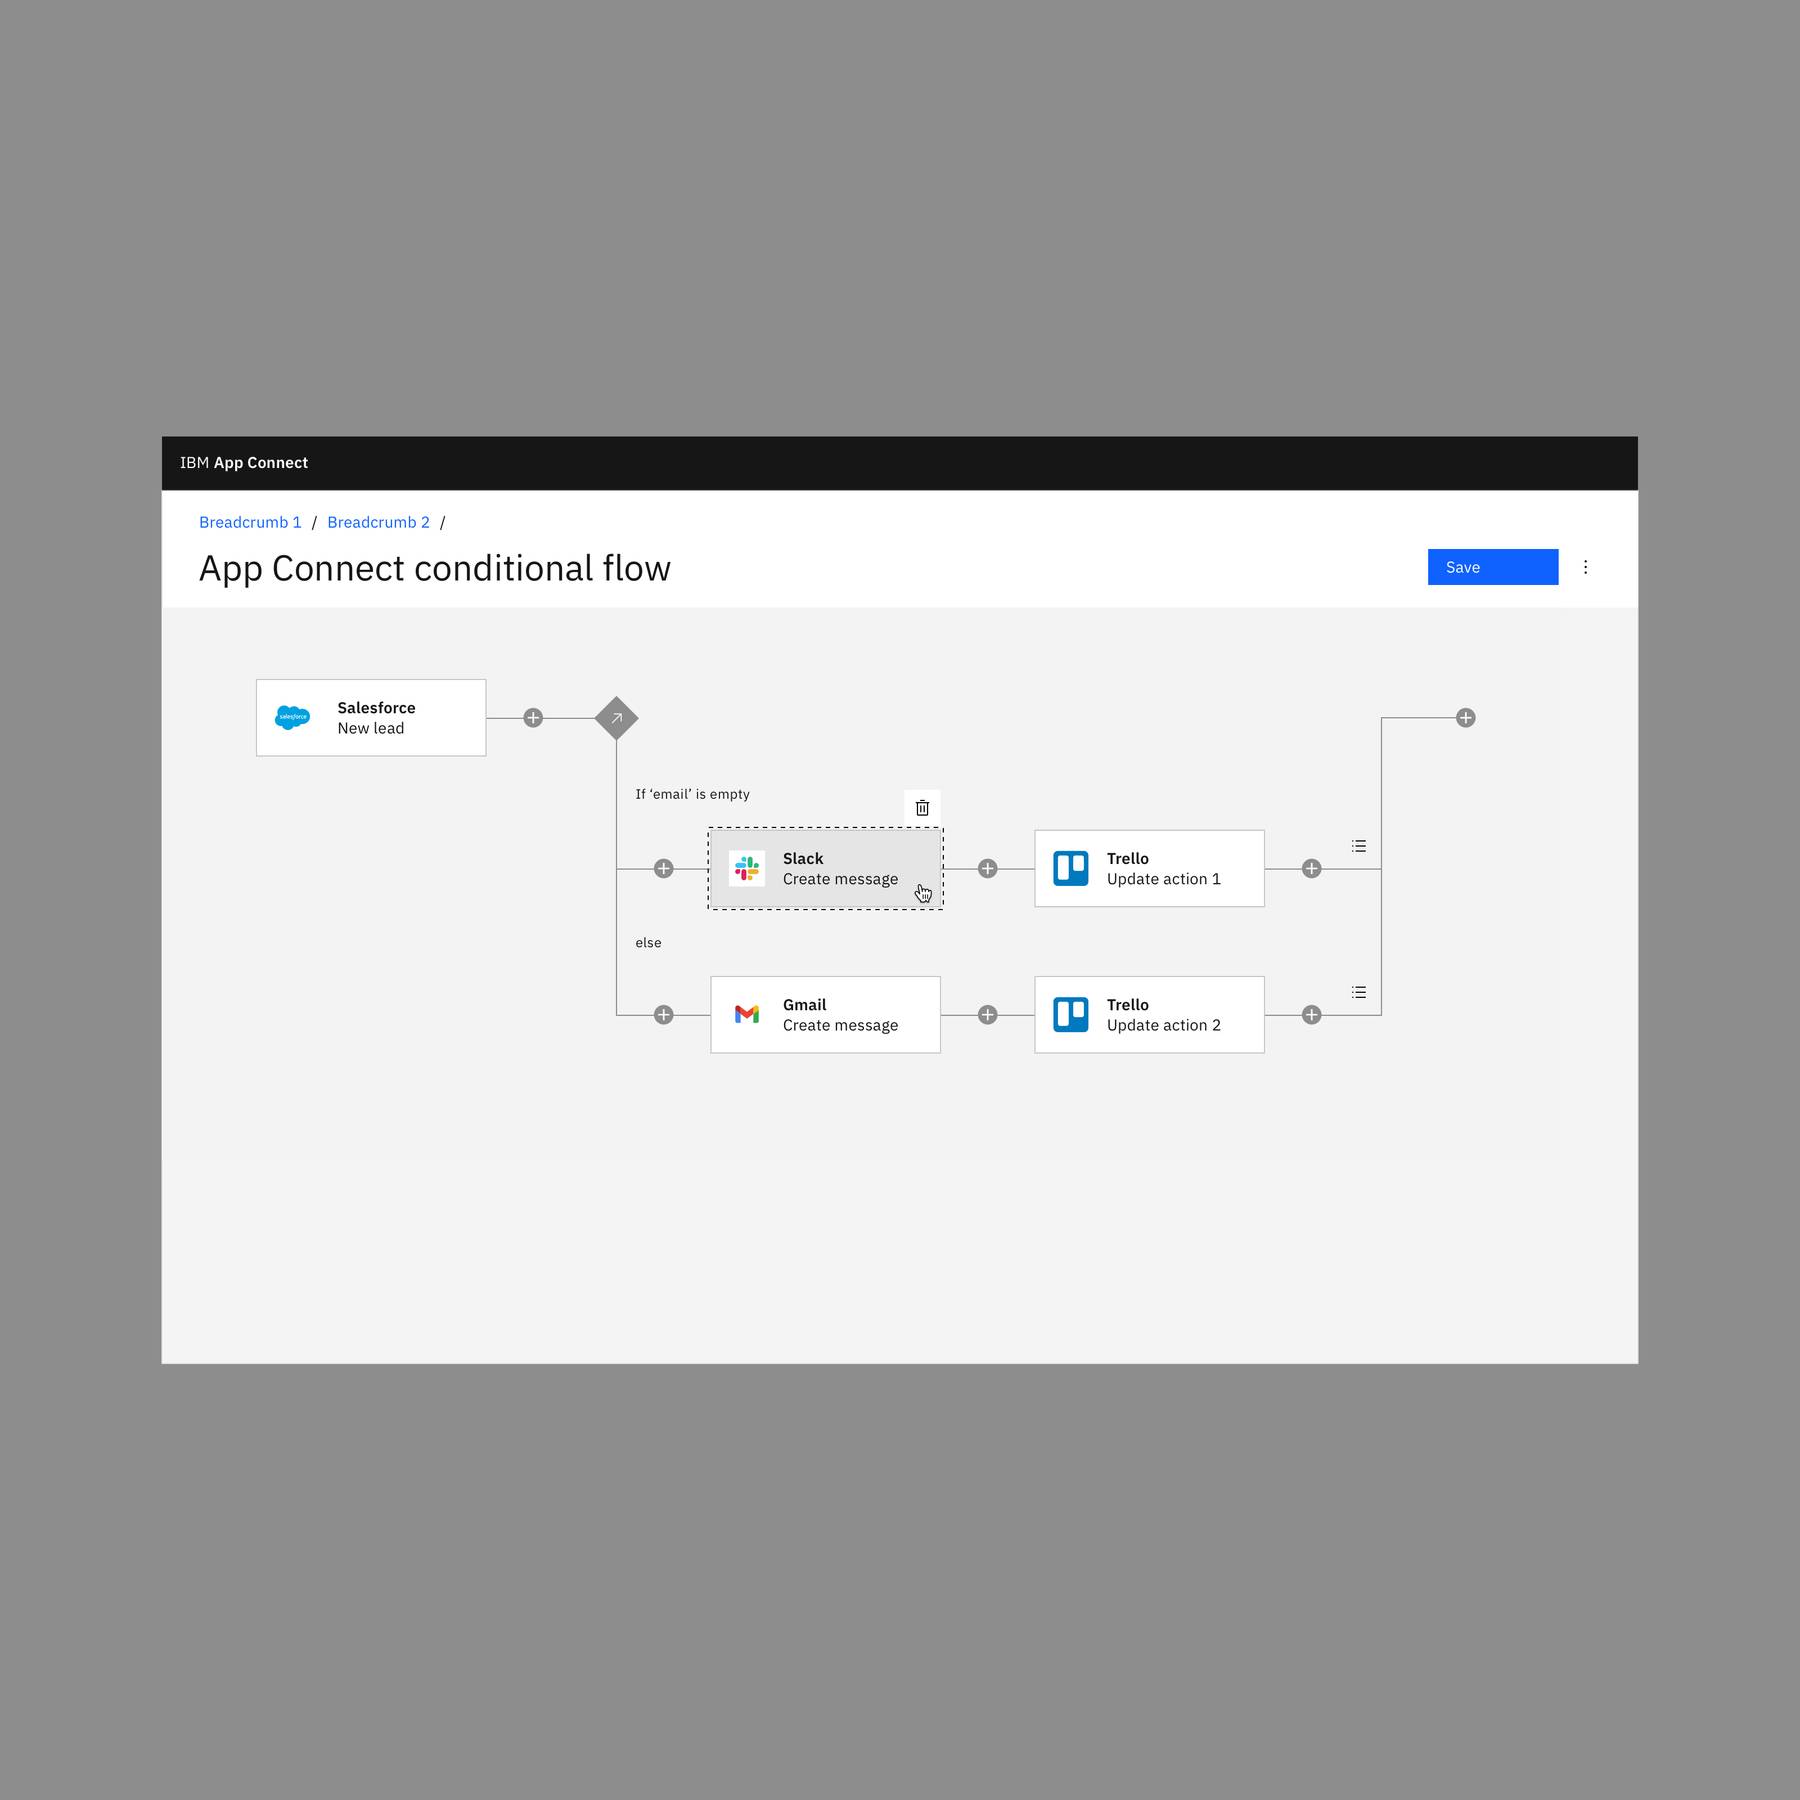 IBM App Connect
Breadcrumb 1 / Breadcrumb 2 /
App Connect conditional flow
Save
salesforce
Salesforce
New lead
If ‘email’ is empty
Slack
Create message
Trello
Update action 1
else
Gmail
Create message
Trello
Update action 2